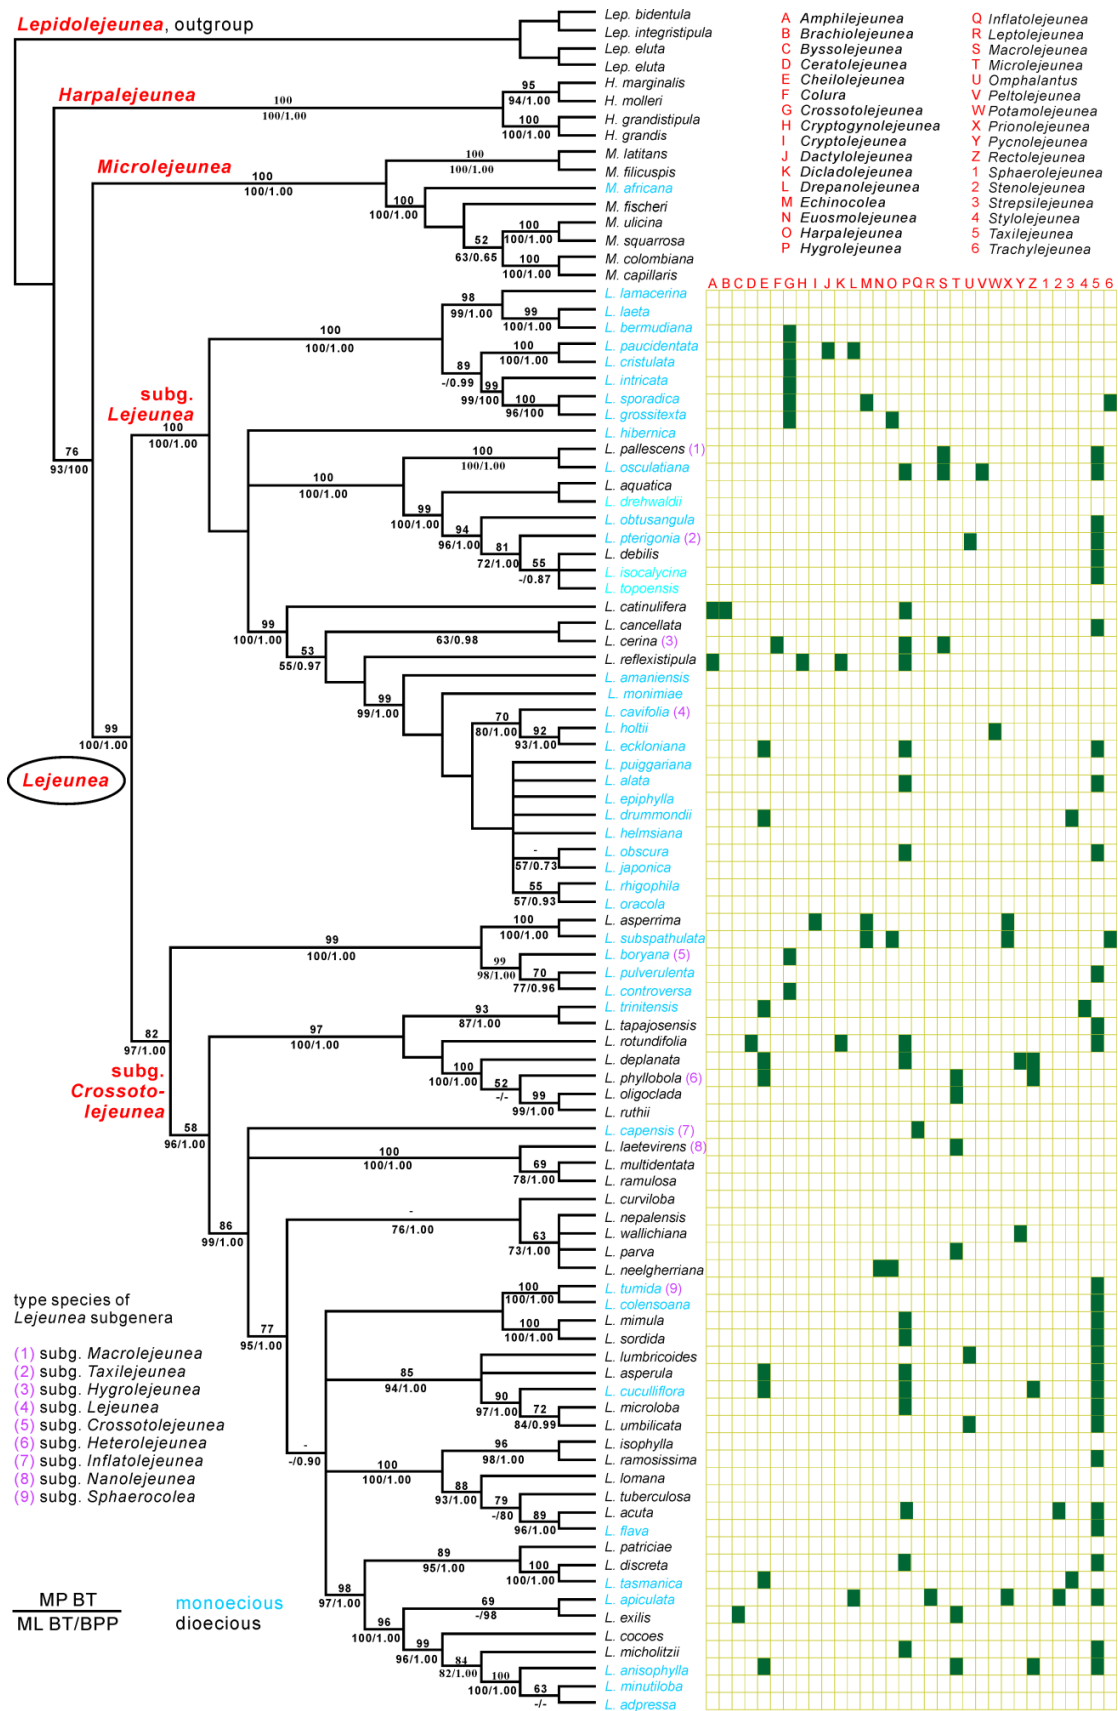 Lepidolejeunea, outgroup
Lep. bidentula
Lep. integristipula
Lep. eluta
Lep. eluta
Harpalejeunea
100
100/1.00
95
94/1.00
100
100/1.00
H. marginalis
H. molleri
H. grandistipula
H. grandis
Microlejeunea
100
100/1.00
100
100/1.00
100
100/1.00
52
63/0.65
100
100/1.00
100
100/1.00
M. latitans
M. filicuspis
M. africana
M. fischeri
M. ulicina
M. squarrosa
M. colombiana
M. capillaris
A Amphilejeunea
B Brachiolejeunea
C Byssolejeunea
D Ceratolejeunea
E Cheilolejeunea
F Colura
G Crossotolejeunea
H Cryptogynolejeunea
I Cryptolejeunea
J Dactylolejeunea
K Dicladolejeunea
L Drepanolejeunea
M Echinocolea
N Euosmolejeunea
O Harpalejeunea
P Hygrolejeunea
Q Inflatolejeunea
R Leptolejeunea
S Macrolejeunea
T Microlejeunea
U Omphalantus
V Peltolejeunea
W Potamolejeunea
X Prionolejeunea
Y Pycnolejeunea
Z Rectolejeunea
1 Sphaerolejeunea
2 Stenolejeunea
3 Strepsilejeunea
4 Stylolejeunea
5 Taxilejeunea
6 Trachylejeunea
A B C D E F G H I J K L M N O P Q R S T U V W X Y Z 1 2 3 4 5 6
76
93/100
99
100/1.00
Lejeunea
subg.
Lejeunea
100
100/1.00
100
100/1.00
98
99/1.00
99
100/1.00
89
-/0.99
100
100/1.00
99
99/100
100
96/100
L. lamacerina
L. laeta
L. bermudiana
L. paucidentata
L. cristulata
L. intricata
L. sporadica
L. grossitexta
L. hibernica
100
100/1.00
100
100/1.00
99
100/1.00
94
96/1.00
81
72/1.00
55
-/0.87
L. pallescens (1)
L. osculatiana
L. aquatica
L. drehwaldii
L. obtusangula
L. pterigonia (2)
L. debilis
L. isocalycina
L. topoensis
99
100/1.00
53
55/0.97
63/0.98
99
99/1.00
70
80/1.00
92
93/1.00
-
57/0.73
55
57/0.93
L. catinulifera
L. cancellata
L. cerina (3)
L. reflexistipula
L. amaniensis
L. monimiae
L. cavifolia (4)
L. holtii
L. eckloniana
L. puiggariana
L. alata
L. epiphylla
L. drummondii
L. helmsiana
L. obscura
L. japonica
L. rhigophila
L. oracola
82
97/1.00
subg.
Crossoto-
lejeunea
99
100/1.00
100
100/1.00
99
98/1.00
70
77/0.96
L. asperrima
L. subspathulata
L. boryana (5)
L. pulverulenta
L. controversa
58
96/1.00
97
100/1.00
93
87/1.00
100
100/1.00
52
-/-
99
99/1.00
L. trinitensis
L. tapajosensis
L. rotundifolia
L. deplanata
L. phyllobola (6)
L. oligoclada
L. ruthii
86
99/1.00
100
100/1.00
69
78/1.00
L. capensis (7)
L. laetevirens (8)
L. multidentata
L. ramulosa
77
95/1.00
-
76/1.00
63
73/1.00
L. curviloba
L. nepalensis
L. wallichiana
L. parva
L. neelgherriana
-
-/0.90
100
100/1.00
100
100/1.00
L. tumida (9)
L. colensoana
L. mimula
L. sordida
85
94/1.00
90
97/1.00
72
84/0.99
L. lumbricoides
L. asperula
L. cuculliflora
L. microloba
L. umbilicata
100
100/1.00
96
98/1.00
88
93/1.00
79
-/80
89
96/1.00
L. isophylla
L. ramosissima
L. lomana
L. tuberculosa
L. acuta
L. flava
98
97/1.00
89
95/1.00
100
100/1.00
96
100/1.00
69
-/98
99
96/1.00
84
82/1.00
100
100/1.00
63
-/-
L. patriciae
L. discreta
L. tasmanica
L. apiculata
L. exilis
L. cocoes
L. micholitzii
L. anisophylla
L. minutiloba
L. adpressa
type species of
Lejeunea subgenera
(1) subg. Macrolejeunea
(2) subg. Taxilejeunea
(3) subg. Hygrolejeunea
(4) subg. Lejeunea
(5) subg. Crossotolejeunea
(6) subg. Heterolejeunea
(7) subg. Inflatolejeunea
(8) subg. Nanolejeunea
(9) subg. Sphaerocolea
MP BT
ML BT/BPP
monoecious
dioecious